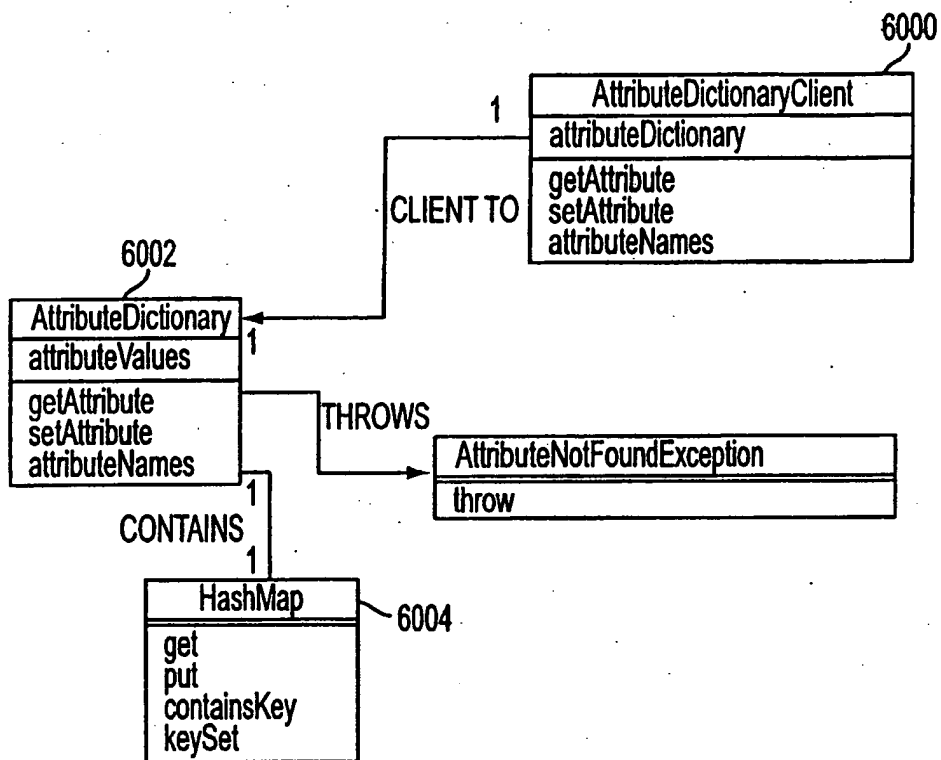 6000
AttributeDictionaryClient
attributeDictionary
getAttribute
setAttribute
attributeNames
1
CLIENT TO
6002
AttributeDictionary
1
attributeValues
getAttribute
setAttribute
attributeNames
THROWS
AttributeNotFoundException
throw
1
CONTAINS
1
HashMap
6004
get
put
containsKey
keySet